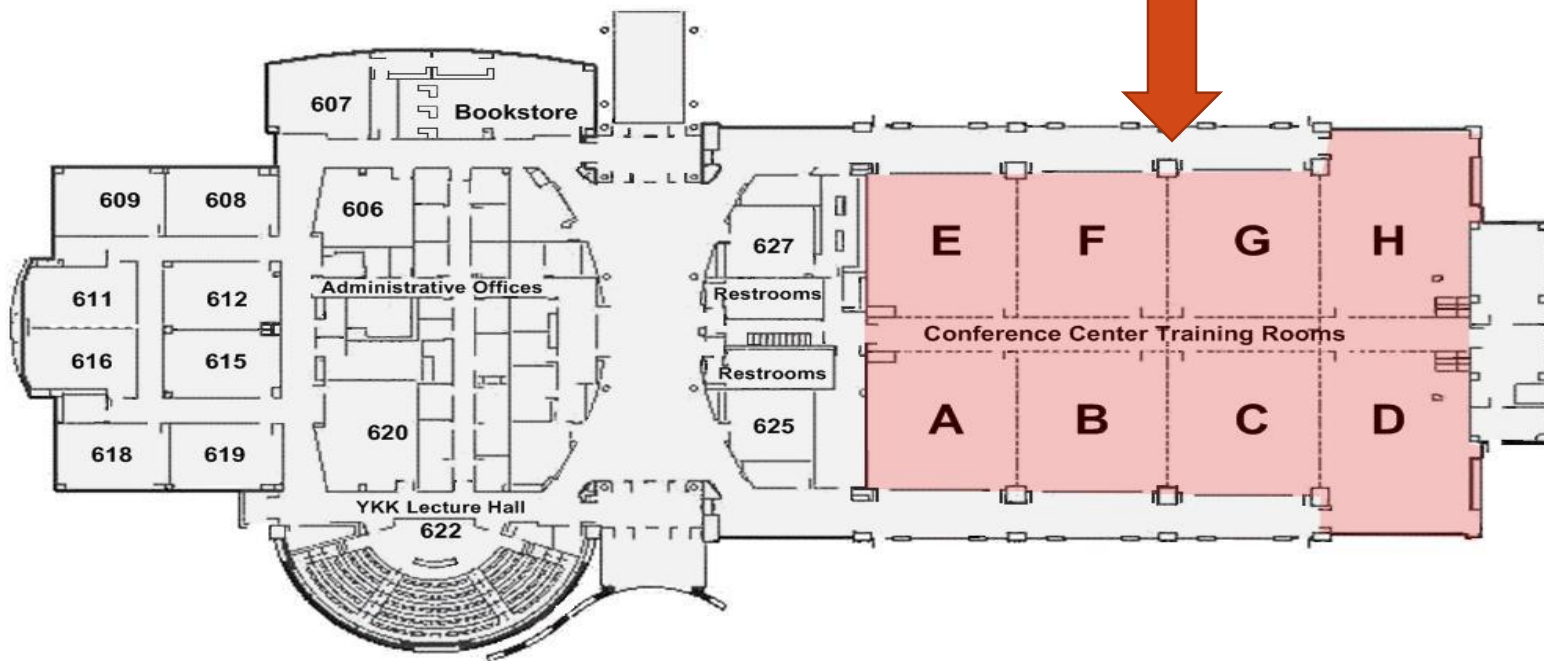 607
Bookstore
609
608
606
627
E
F
G
H
611
612
Administrative Offices
Restrooms
Conference Center Training Rooms
616
615
Restrooms
618
619
620
625
A
B
C
D
YKK Lecture Hall
622